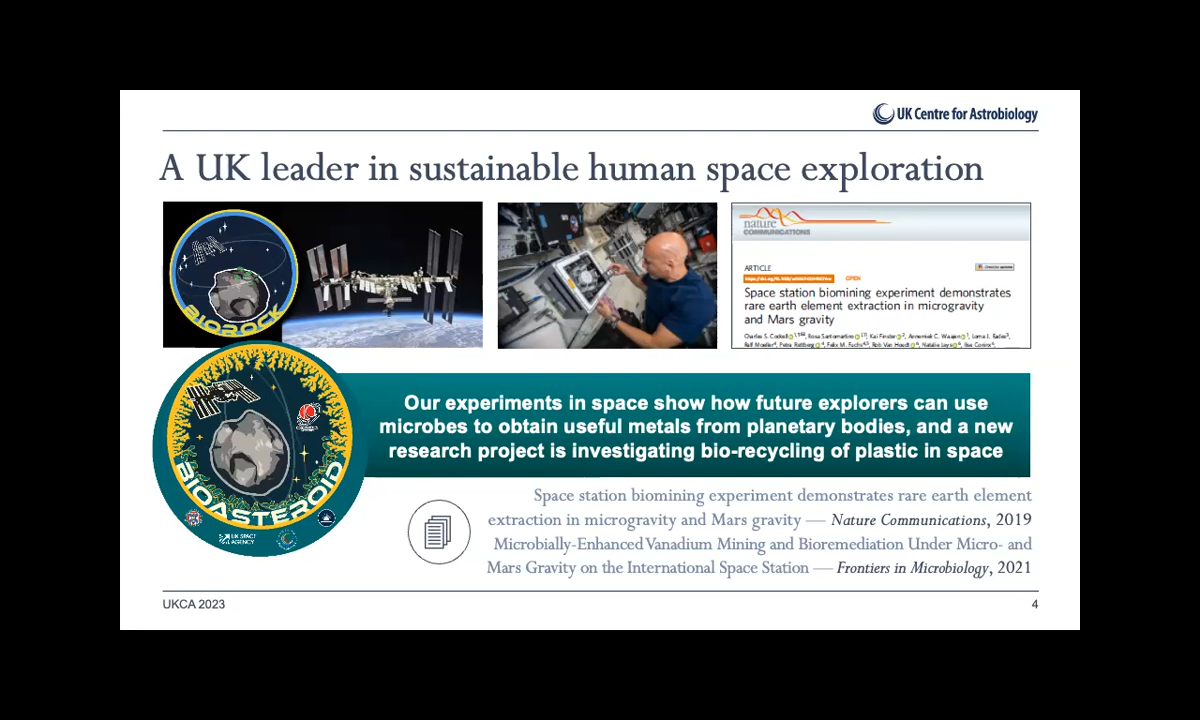 UK Centre for Astrobiology
A UK leader in sustainable human space exploration
BIOROCK
nature
COMMUNICATIONS
ARTICLE
OPEN
Space station biomining experiment demonstrates
rare earth element extraction in microgravity
and Mars gravity
BIOASTEROID
UK SPACE
AGENCY
Our experiments in space show how future explorers can use
microbes to obtain useful metals from planetary bodies, and a new
research project is investigating bio-recycling of plastic in space
Space station biomining experiment demonstrates rare earth element
extraction in microgravity and Mars gravity — Nature Communications, 2019
Microbially-Enhanced Vanadium Mining and Bioremediation Under Micro- and
Mars Gravity on the International Space Station — Frontiers in Microbiology, 2021
UKCA 2023
4